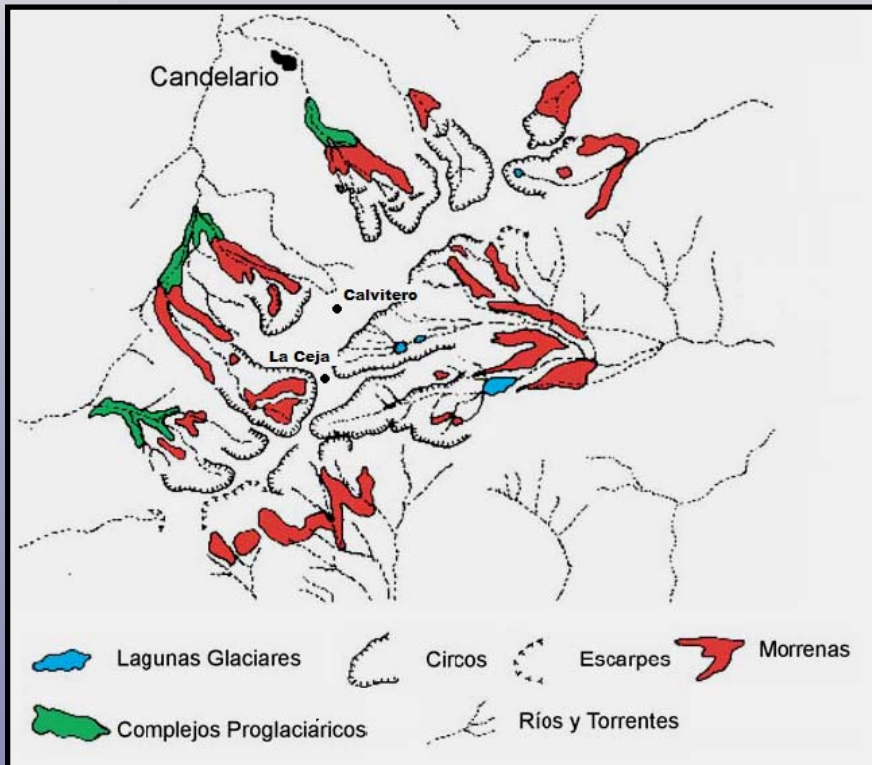 Candelario
Calvitero
La Ceja
Lagunas Glaciares
Circos
Escarpes
Morrenas
Complejos Proglaciáricos
Ríos y Torrentes